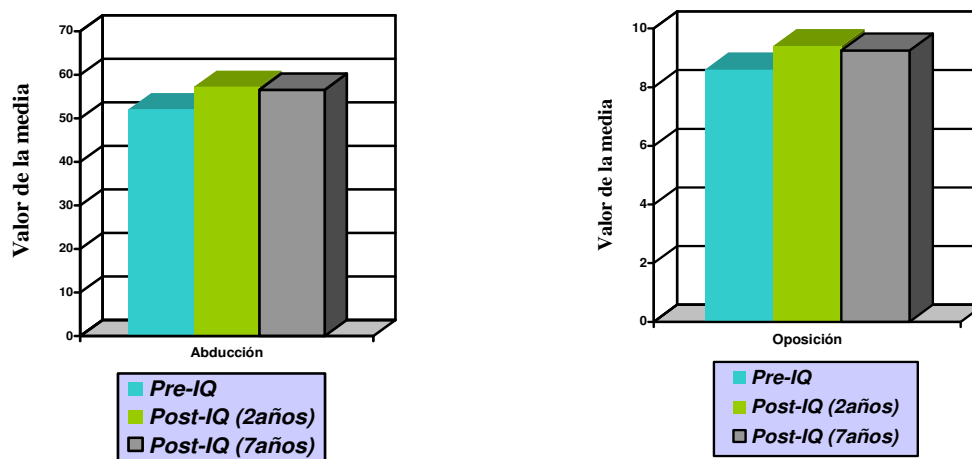 Valor de la media
70
60
50
40
30
20
10
0
Abducción
Pre-IQ
Post-IQ (2años)
Post-IQ (7años)
Valor de la media
10
8
6
4
2
0
Oposición
Pre-IQ
Post-IQ (2años)
Post-IQ (7años)